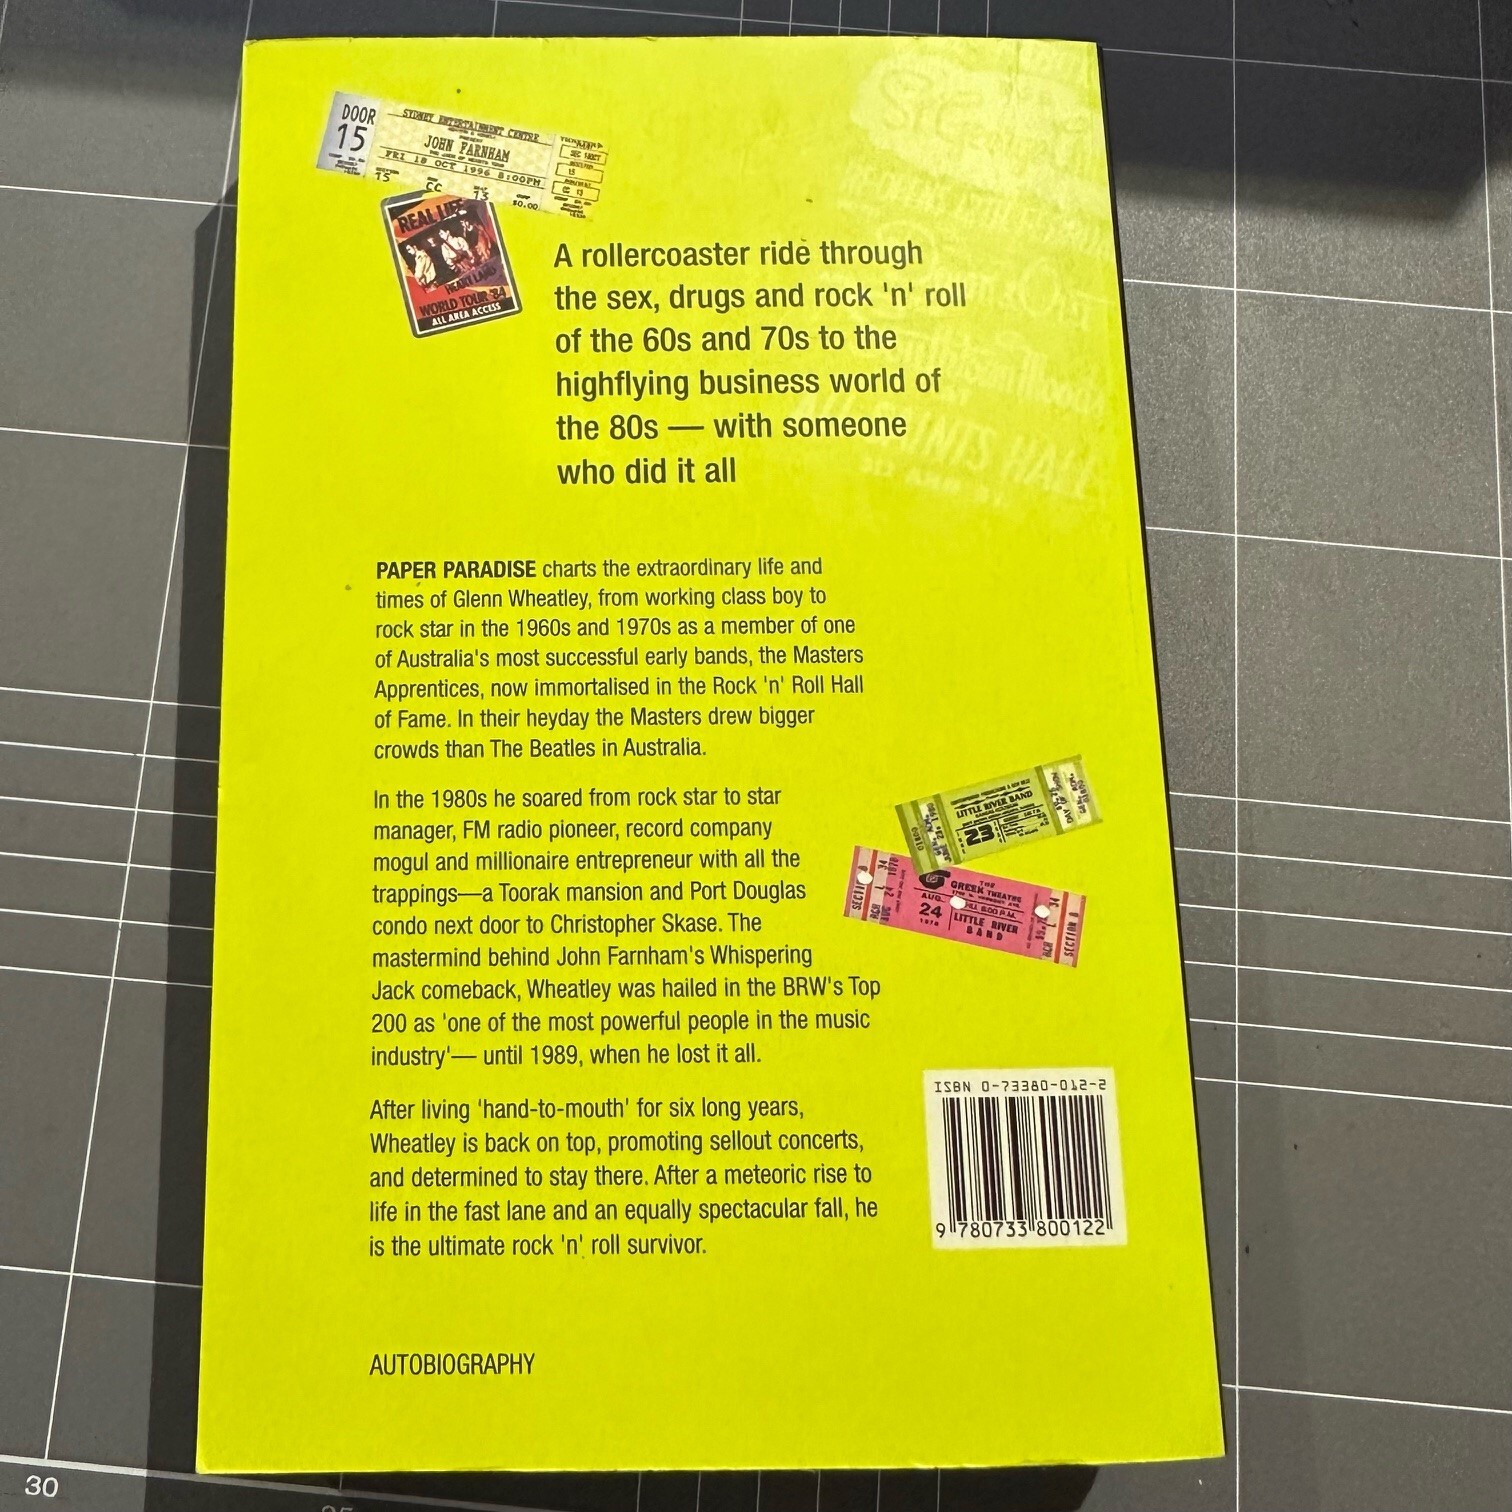 DOOR
15
SYDNEY ENTERTAINMENT CENTRE
JOHN FARNHAM
FRI 18 OCT 1996 8:00PM
15
CC
13
$0.00
REAL LIFE
HEARTLAND
WORLD TOUR '84
ALL AREA ACCESS
A rollercoaster ride through
the sex, drugs and rock 'n' roll
of the 60s and 70s to the
highflying business world of
the 80s — with someone
who did it all
PAPER PARADISE charts the extraordinary life and
times of Glenn Wheatley, from working class boy to
rock star in the 1960s and 1970s as a member of one
of Australia's most successful early bands, the Masters
Apprentices, now immortalised in the Rock 'n' Roll Hall
of Fame. In their heyday the Masters drew bigger
crowds than The Beatles in Australia.
In the 1980s he soared from rock star to star
manager, FM radio pioneer, record company
mogul and millionaire entrepreneur with all the
trappings—a Toorak mansion and Port Douglas
condo next door to Christopher Skase. The
mastermind behind John Farnham's Whispering
Jack comeback, Wheatley was hailed in the BRW's Top
200 as 'one of the most powerful people in the music
industry'— until 1989, when he lost it all.
LITTLE RIVER BAND
23
THE
GREEK THEATRE
AUG.
24
1978
8:00 P.M.
LITTLE RIVER
BAND
SECTION B
After living 'hand-to-mouth' for six long years,
Wheatley is back on top, promoting sellout concerts,
and determined to stay there. After a meteoric rise to
life in the fast lane and an equally spectacular fall, he
is the ultimate rock 'n' roll survivor.
ISBN 0-73380-012-2
9 780733 800122
AUTOBIOGRAPHY
30